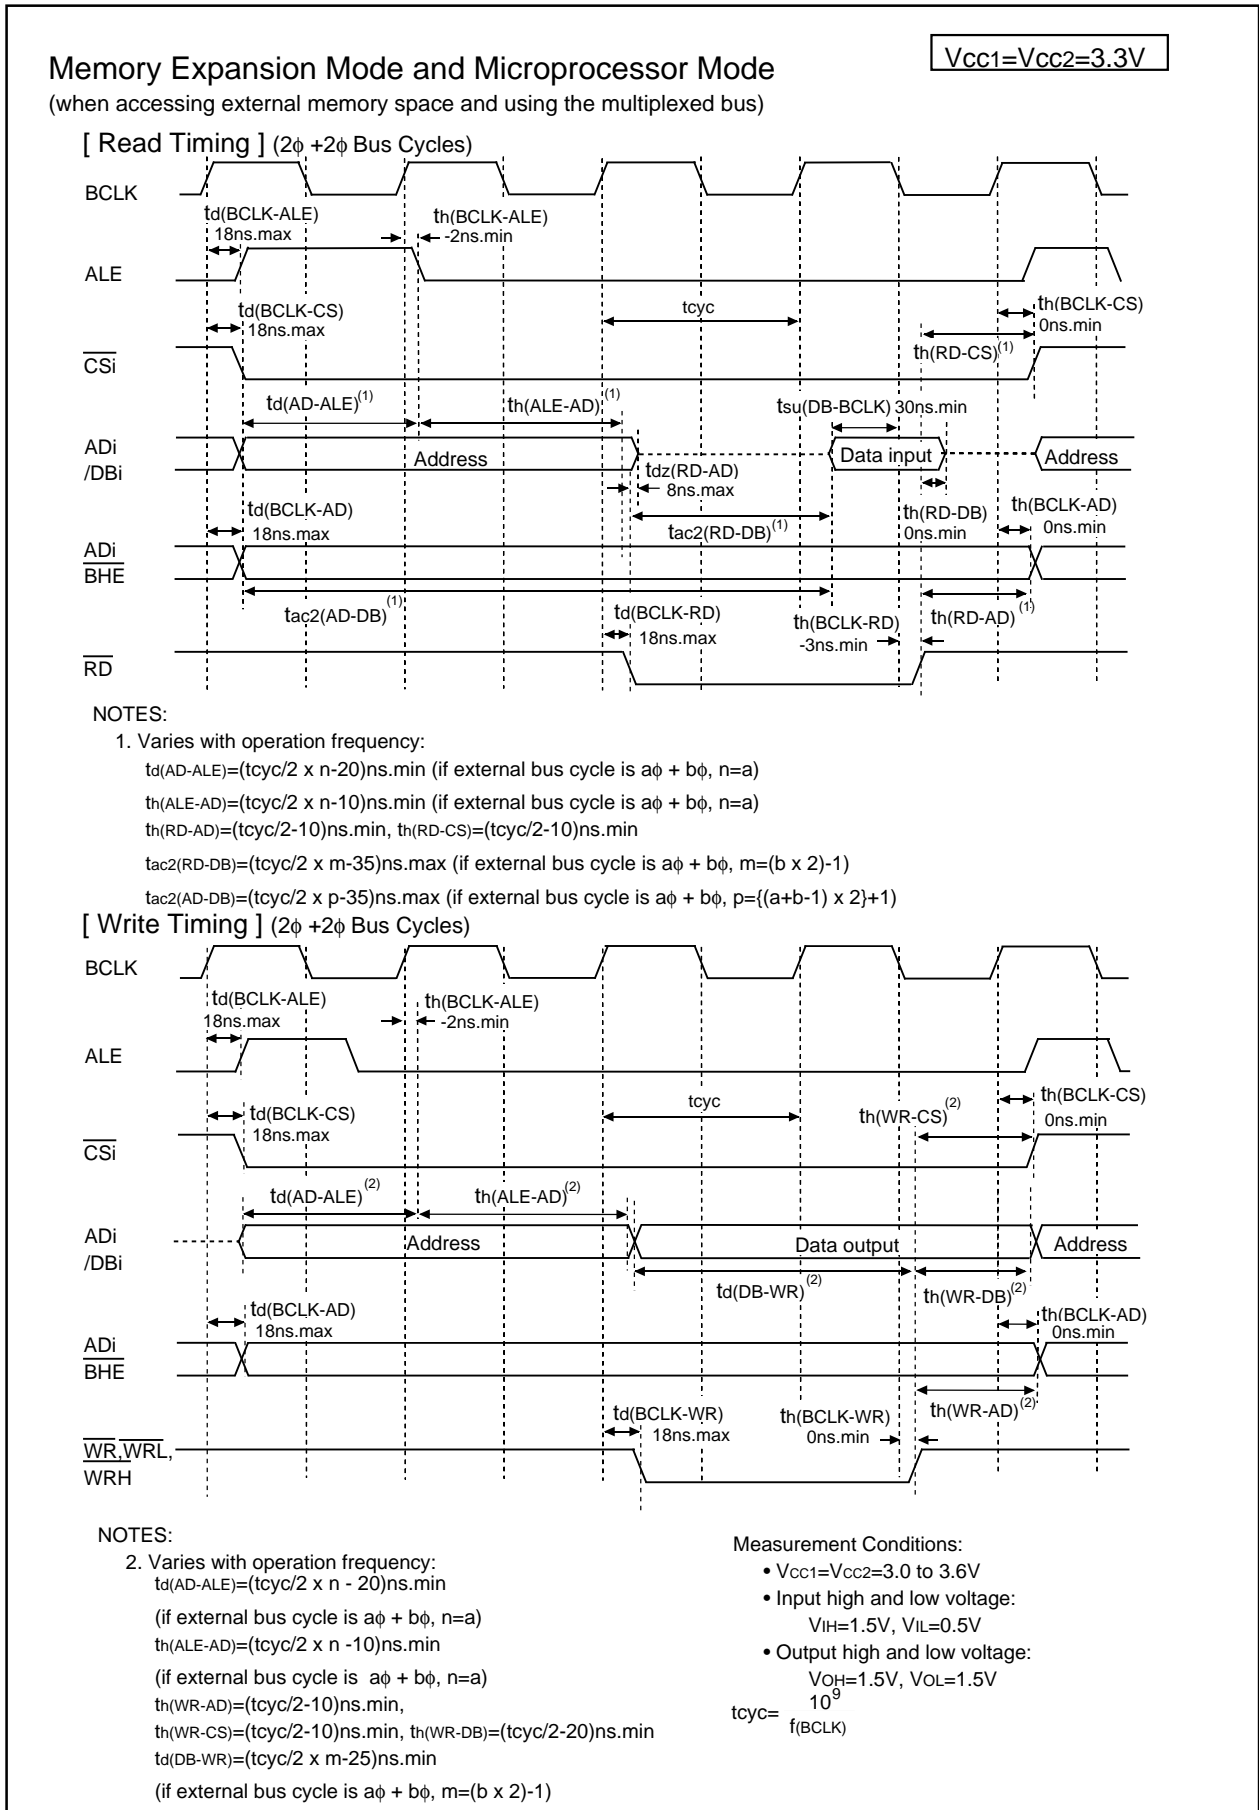 Vcc1=Vcc2=3.3V
Memory Expansion Mode and Microprocessor Mode
(when accessing external memory space and using the multiplexed bus)
[ Read Timing ] (2ϕ +2ϕ Bus Cycles)
BCLK
td(BCLK-ALE)
18ns.max
th(BCLK-ALE)
-2ns.min
ALE
td(BCLK-CS)
18ns.max
tcyc
th(BCLK-CS)
0ns.min
th(RD-CS)(1)
CSi
td(AD-ALE)(1)
th(ALE-AD)(1)
tsu(DB-BCLK) 30ns.min
ADi
/DBi
Address
Data input
Address
tdz(RD-AD)
8ns.max
td(BCLK-AD)
18ns.max
tac2(RD-DB)(1)
th(RD-DB)
0ns.min
th(BCLK-AD)
0ns.min
ADi
BHE
tac2(AD-DB)(1)
td(BCLK-RD)
18ns.max
th(BCLK-RD)
-3ns.min
th(RD-AD)(1)
RD
NOTES:
1. Varies with operation frequency:
td(AD-ALE)=(tcyc/2 x n-20)ns.min (if external bus cycle is aϕ + bϕ, n=a)
th(ALE-AD)=(tcyc/2 x n-10)ns.min (if external bus cycle is aϕ + bϕ, n=a)
th(RD-AD)=(tcyc/2-10)ns.min, th(RD-CS)=(tcyc/2-10)ns.min
tac2(RD-DB)=(tcyc/2 x m-35)ns.max (if external bus cycle is aϕ + bϕ, m=(b x 2)-1)
tac2(AD-DB)=(tcyc/2 x p-35)ns.max (if external bus cycle is aϕ + bϕ, p={(a+b-1) x 2}+1)
[ Write Timing ] (2ϕ +2ϕ Bus Cycles)
BCLK
td(BCLK-ALE)
18ns.max
th(BCLK-ALE)
-2ns.min
ALE
td(BCLK-CS)
18ns.max
tcyc
th(WR-CS)(2)
th(BCLK-CS)
0ns.min
CSi
td(AD-ALE)(2)
th(ALE-AD)(2)
ADi
/DBi
Address
Data output
Address
td(DB-WR)(2)
th(WR-DB)(2)
td(BCLK-AD)
18ns.max
th(BCLK-AD)
0ns.min
ADi
BHE
td(BCLK-WR)
18ns.max
th(BCLK-WR)
0ns.min
th(WR-AD)(2)
WR,WRL,
WRH
NOTES:
2. Varies with operation frequency:
td(AD-ALE)=(tcyc/2 x n - 20)ns.min
(if external bus cycle is aϕ + bϕ, n=a)
th(ALE-AD)=(tcyc/2 x n -10)ns.min
(if external bus cycle is aϕ + bϕ, n=a)
th(WR-AD)=(tcyc/2-10)ns.min,
th(WR-CS)=(tcyc/2-10)ns.min, th(WR-DB)=(tcyc/2-20)ns.min
td(DB-WR)=(tcyc/2 x m-25)ns.min
(if external bus cycle is aϕ + bϕ, m=(b x 2)-1)
Measurement Conditions:
• VCC1=VCC2=3.0 to 3.6V
• Input high and low voltage:
VIH=1.5V, VIL=0.5V
• Output high and low voltage:
VOH=1.5V, VOL=1.5V
tcyc= 10⁹
f(BCLK)